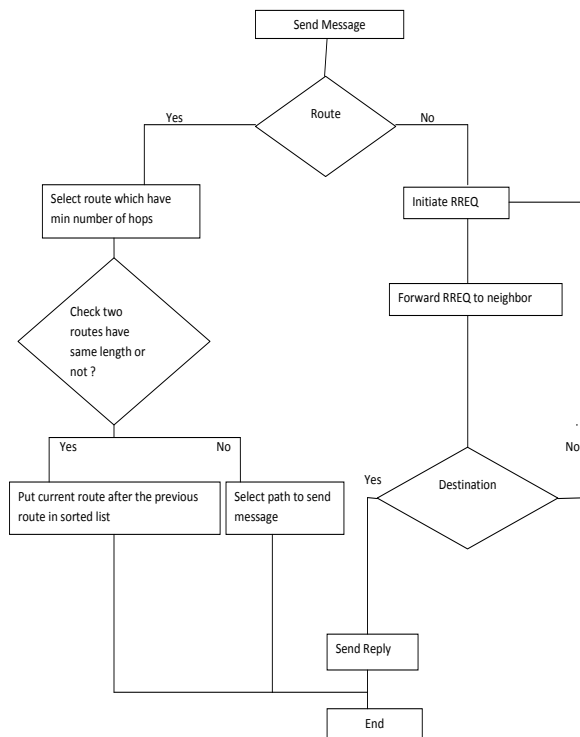 Send Message
Route
Yes
No
Select route which have
min number of hops
Initiate RREQ
Forward RREQ to neighbor
Check two
routes have
same length or
not ?
Yes
No
Put current route after the previous
route in sorted list
Select path to send
message
Yes
Destination
No
Send Reply
End